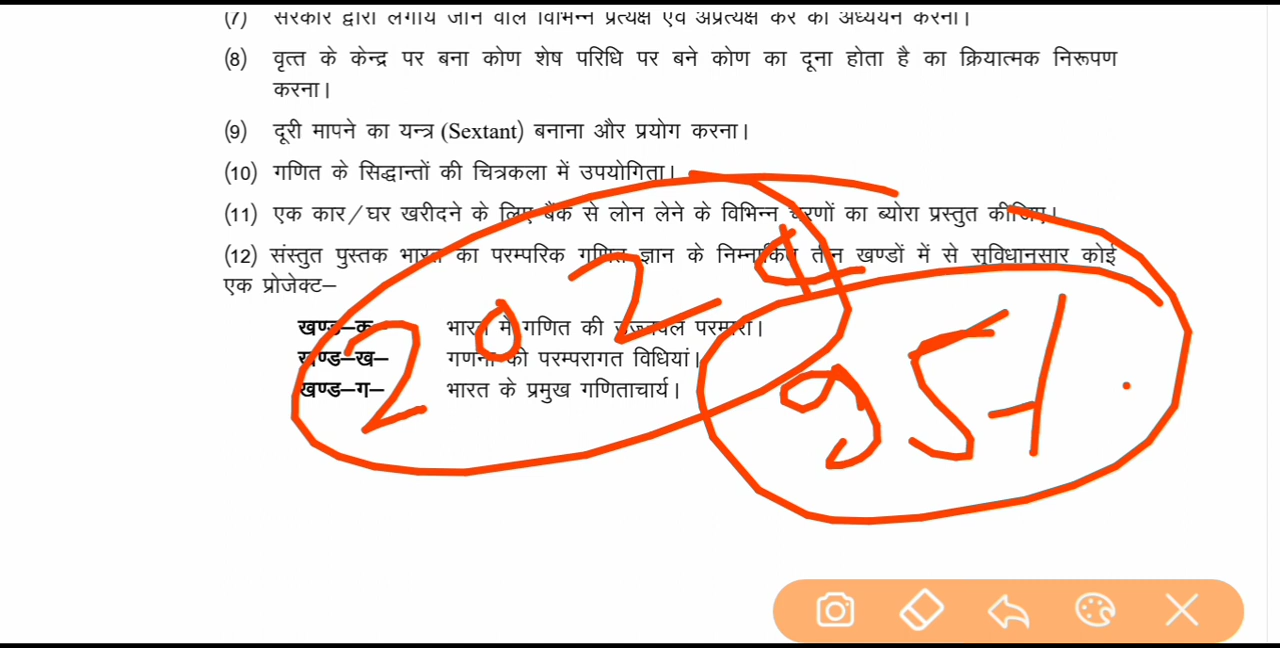 (7) सरकार द्वारा लगाये जाने वाले विभिन्न प्रत्यक्ष एवं अप्रत्यक्ष कर का अध्ययन करना।
(8) वृत्त के केन्द्र पर बना कोण शेष परिधि पर बने कोण का दूना होता है का क्रियात्मक निरूपण
करना।
(9) दूरी मापने का यन्त्र (Sextant) बनाना और प्रयोग करना।
(10) गणित के सिद्धान्तों की चित्रकला में उपयोगिता।
(11) एक कार/घर खरीदने के लिए बैंक से लोन लेने के विभिन्न चरणों का ब्योरा प्रस्तुत कीजिए।
(12) संस्तुत पुस्तक भारत का परम्परिक गणित ज्ञान के निम्नांकित तीन खण्डों में से सुविधानसार कोई
एक प्रोजेक्ट–
खण्ड–क– भारत में गणित की उज्ज्वल परम्परा।
खण्ड–ख– गणना की परम्परागत विधियां।
खण्ड–ग– भारत के प्रमुख गणिताचार्य।
2024
95